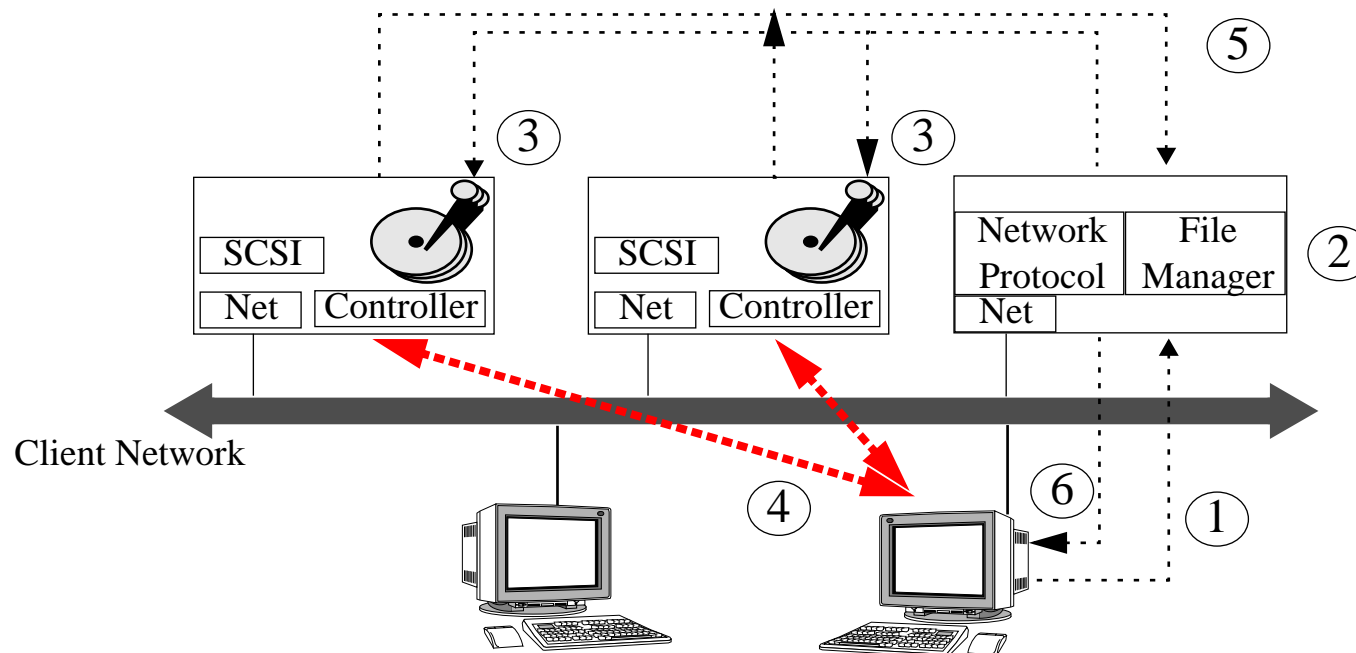 5
3
3
SCSI
Net
Controller
SCSI
Net
Controller
Network
Protocol
File
Manager
Net
2
Client Network
4
6
1